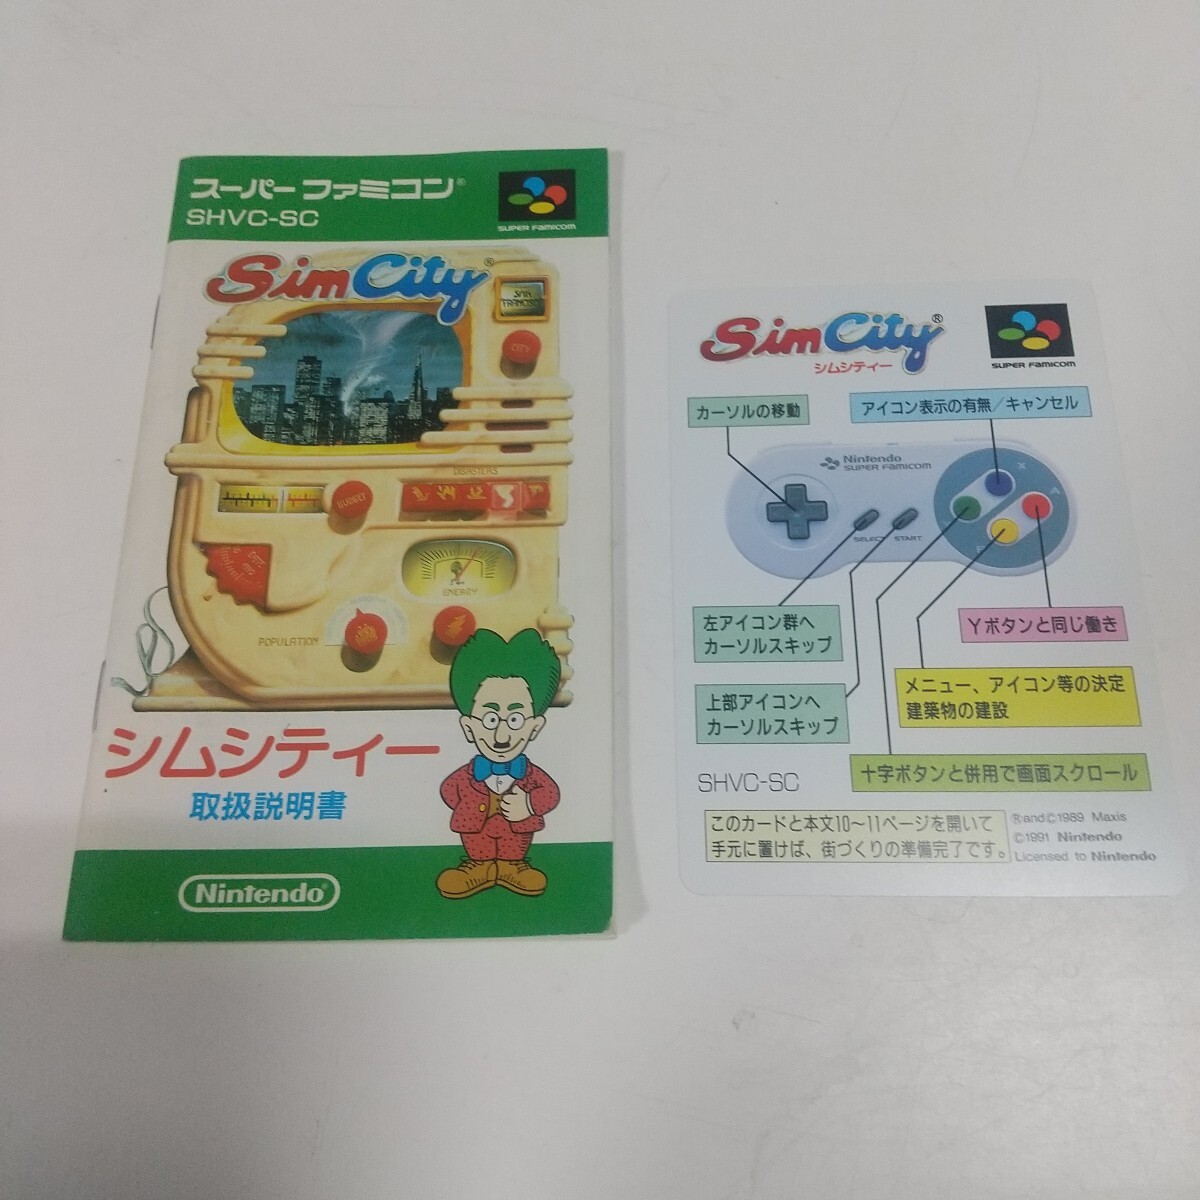 スーパーファミコン®
SHVC-SC
SUPER FAMICOM
SimCity®
SAN FRANCISCO
CITY
DISASTERS
BUDGET
ENERGY
POPULATION
シムシティー
取扱説明書
Nintendo®
SimCity®
シムシティー
SUPER FAMICOM
カーソルの移動
アイコン表示の有無/キャンセル
Nintendo
SUPER FAMICOM
X
A
SELECT START
左アイコン群へ
カーソルスキップ
Yボタンと同じ働き
上部アイコンへ
カーソルスキップ
メニュー、アイコン等の決定
建築物の建設
十字ボタンと併用で画面スクロール
SHVC-SC
このカードと本文10〜11ページを開いて
手元に置けば、街づくりの準備完了です。
®and©1989 Maxis
©1991 Nintendo
Licensed to Nintendo